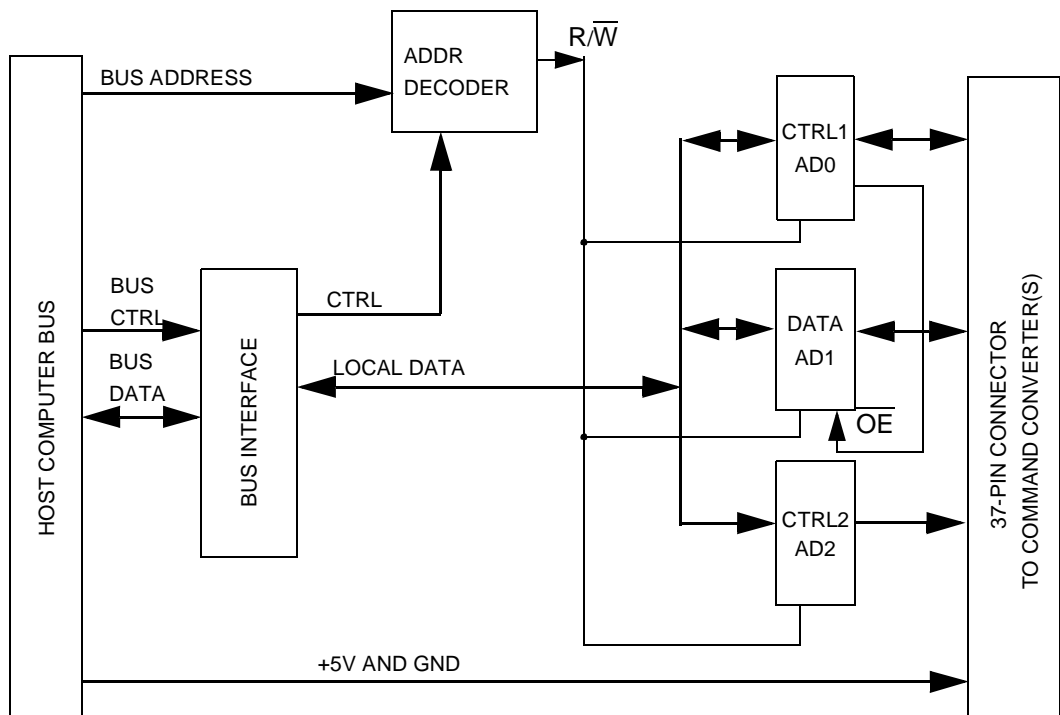 HOST COMPUTER BUS
BUS ADDRESS
ADDR
DECODER
R/W̅
BUS
CTRL
BUS
DATA
BUS INTERFACE
CTRL
LOCAL DATA
CTRL1
AD0
DATA
AD1
O̅E̅
CTRL2
AD2
+5V AND GND
37-PIN CONNECTOR
TO COMMAND CONVERTER(S)